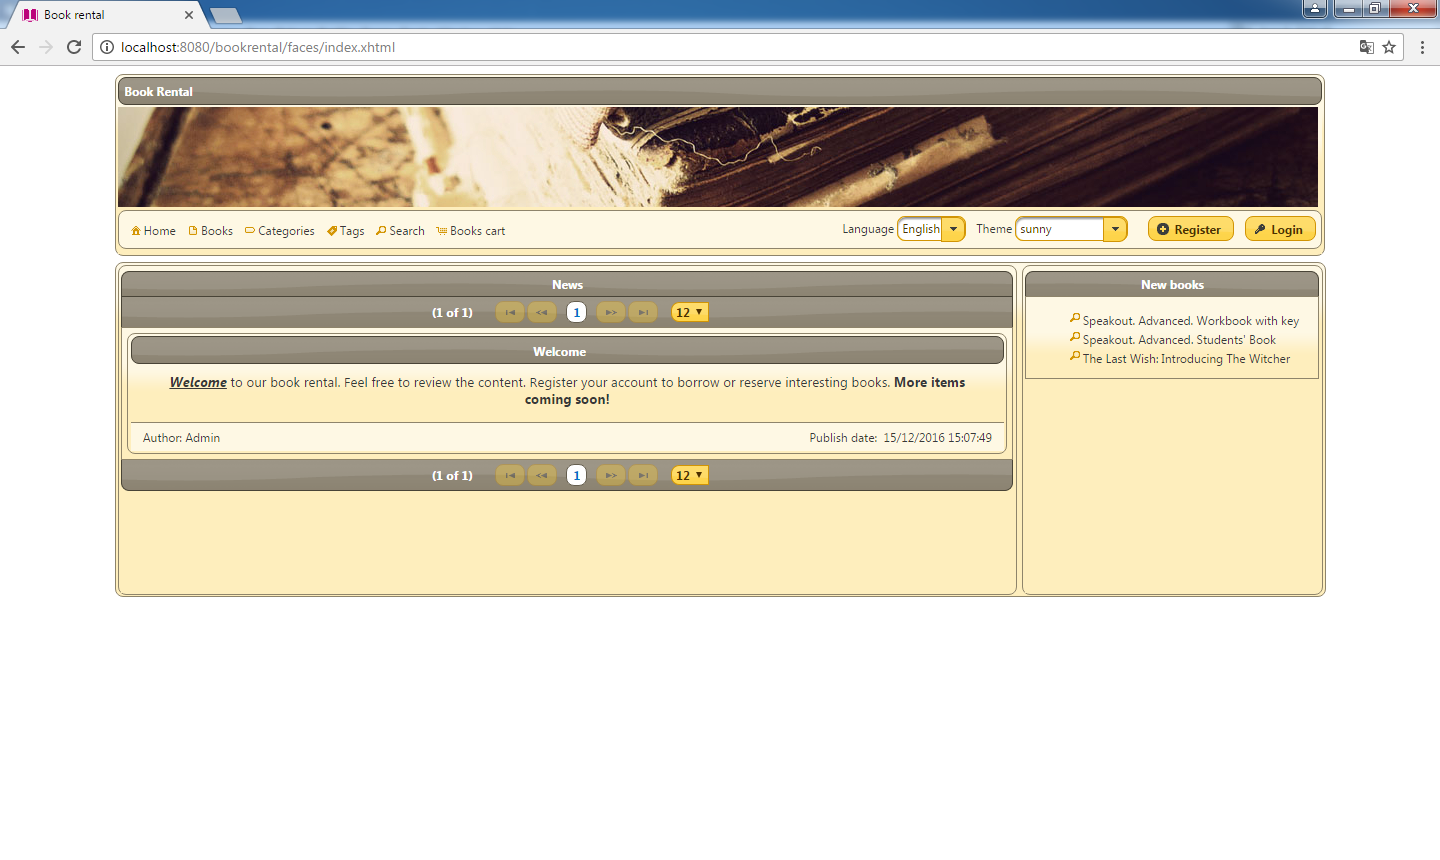 Book rental
localhost:8080/bookrental/faces/index.xhtml
Book Rental
Home Books Categories Tags Search Books cart Language English Theme sunny Register Login
News
(1 of 1) 1 12
Welcome
Welcome to our book rental. Feel free to review the content. Register your account to borrow or reserve interesting books. More items
coming soon!
Author: Admin Publish date: 15/12/2016 15:07:49
(1 of 1) 1 12
New books
Speakout. Advanced. Workbook with key
Speakout. Advanced. Students' Book
The Last Wish: Introducing The Witcher